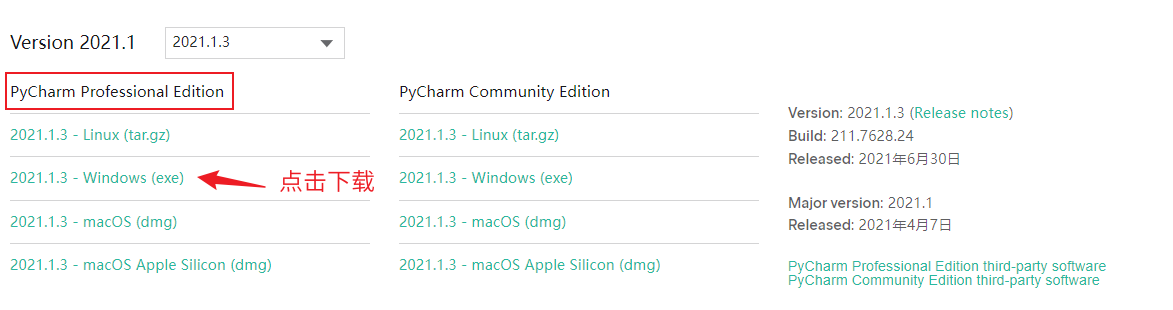 Version 2021.1
2021.1.3
PyCharm Professional Edition
2021.1.3 - Linux (tar.gz)
2021.1.3 - Windows (exe)
点击下载
2021.1.3 - macOS (dmg)
2021.1.3 - macOS Apple Silicon (dmg)
PyCharm Community Edition
2021.1.3 - Linux (tar.gz)
2021.1.3 - Windows (exe)
2021.1.3 - macOS (dmg)
2021.1.3 - macOS Apple Silicon (dmg)
Version: 2021.1.3 (Release notes)
Build: 211.7628.24
Released: 2021年6月30日
Major version: 2021.1
Released: 2021年4月7日
PyCharm Professional Edition third-party software
PyCharm Community Edition third-party software